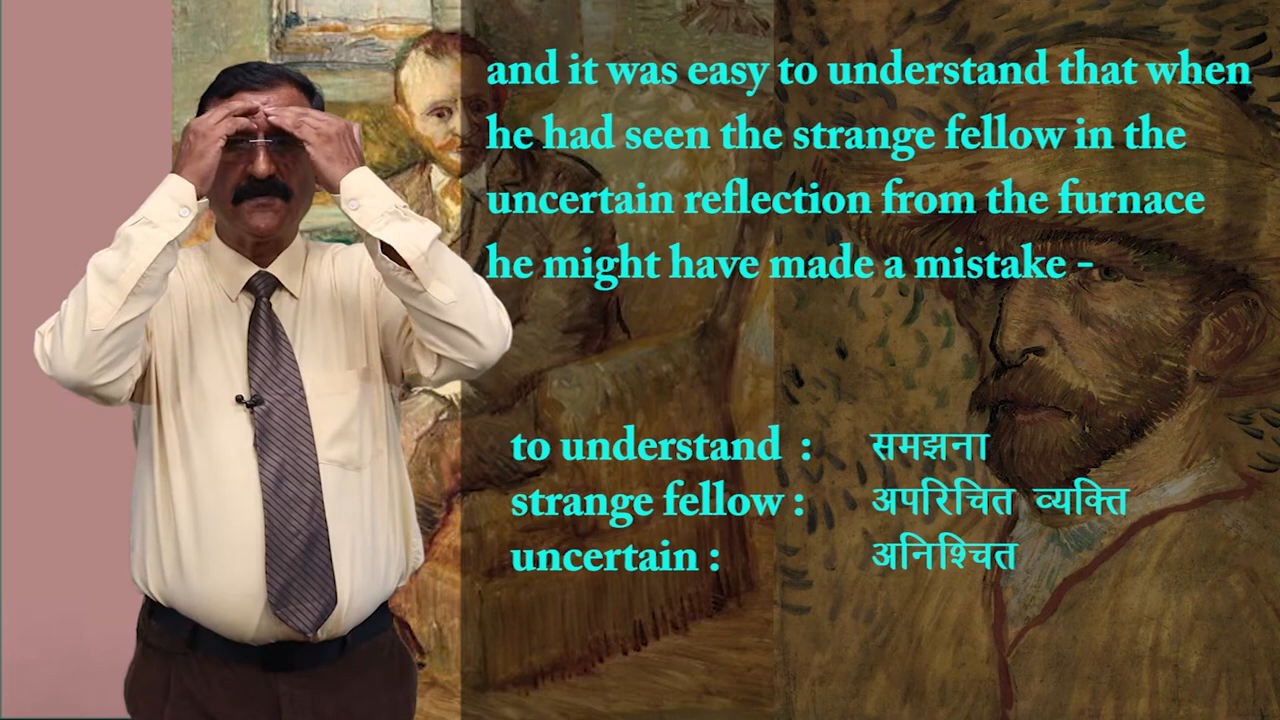 and it was easy to understand that when
he had seen the strange fellow in the
uncertain reflection from the furnace
he might have made a mistake -
to understand : समझना
strange fellow : अपरिचित व्यक्ति
uncertain : अनिश्चित